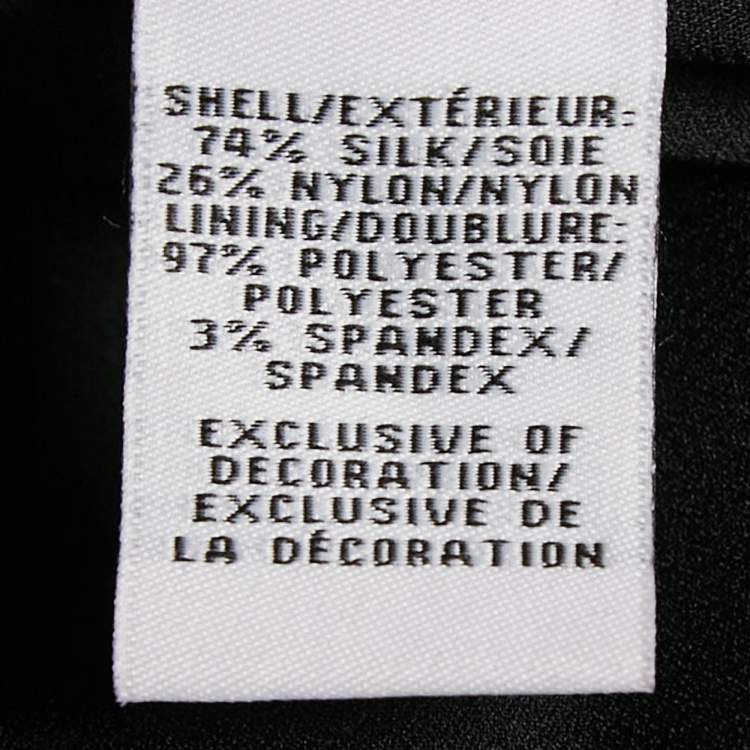 SHELL/EXTÉRIEUR:
74% SILK/SOIE
26% NYLON/NYLON
LINING/DOUBLURE:
97% POLYESTER/
POLYESTER
3% SPANDEX/
SPANDEX
EXCLUSIVE OF
DECORATION/
EXCLUSIVE DE
LA DÉCORATION